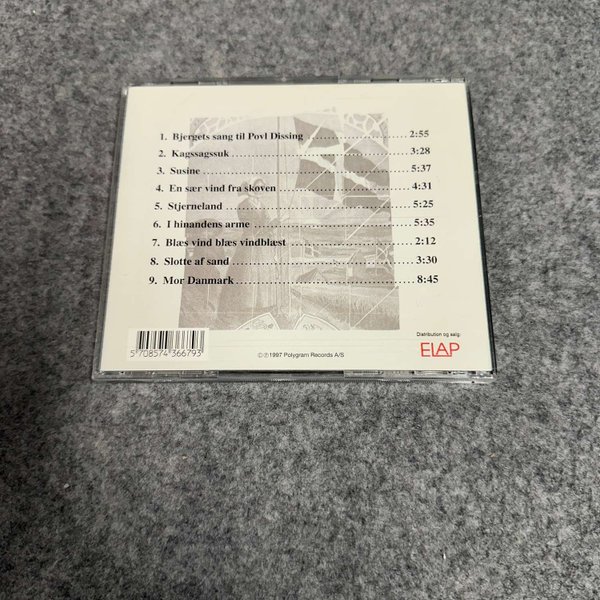 1. Bjergets sang til Povl Dissing .......................... 2:55
2. Kagssagssuk ................................................ 3:28
3. Susine ........................................................... 5:37
4. En sær vind fra skoven ................................. 4:31
5. Stjerneland ................................................... 5:25
6. I hinandens arme ......................................... 5:35
7. Blæs vind blæs vindblæst ............................. 2:12
8. Slotte af sand ................................................ 3:30
9. Mor Danmark ............................................... 8:45
Distribution og salg:
ELAP
5 708574 366793
©℗1997 Polygram Records A/S